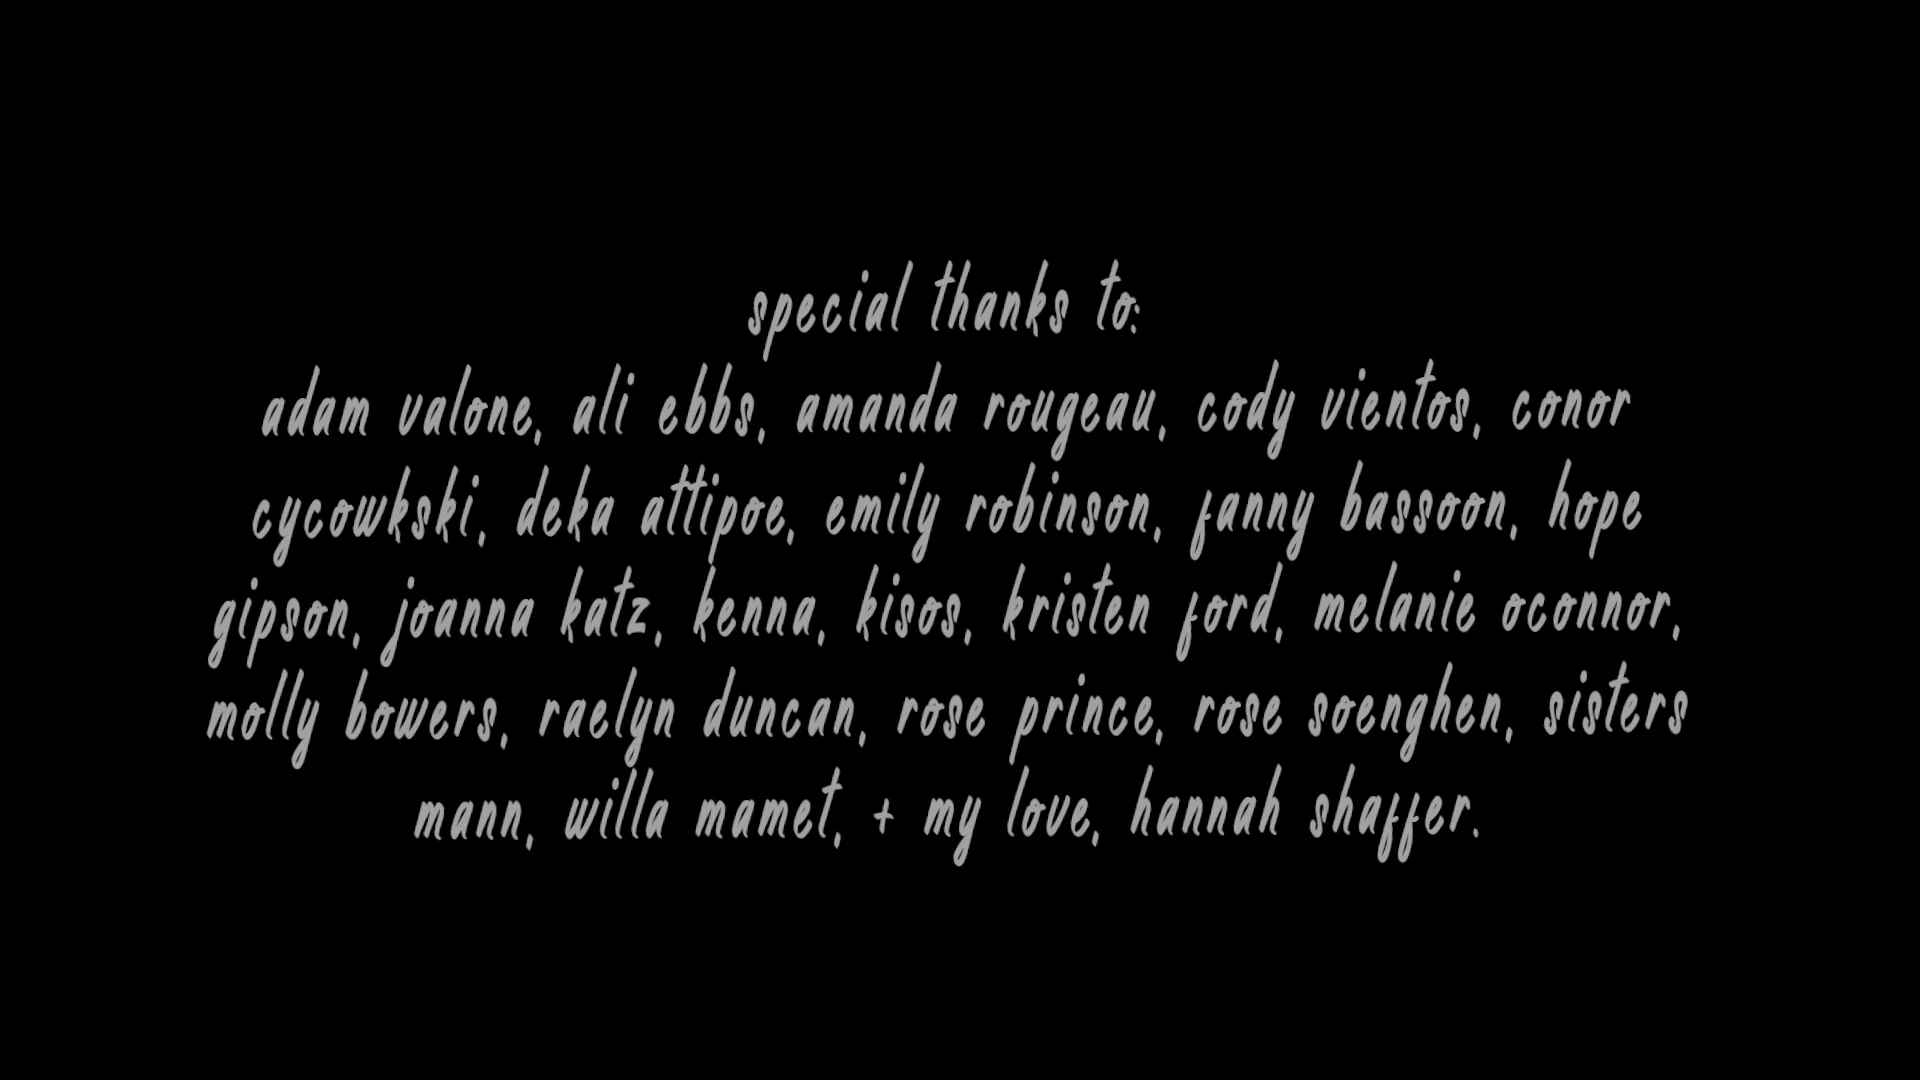 special thanks to:
adam valone, ali ebbs, amanda rougeau, cody vientos, conor
cycowkski, deka attipoe, emily robinson, fanny bassoon, hope
gipson, joanna katz, kenna, kisos, kristen ford, melanie oconnor,
molly bowers, raelyn duncan, rose prince, rose soenghen, sisters
mann, willa mamet, + my love, hannah shaffer.